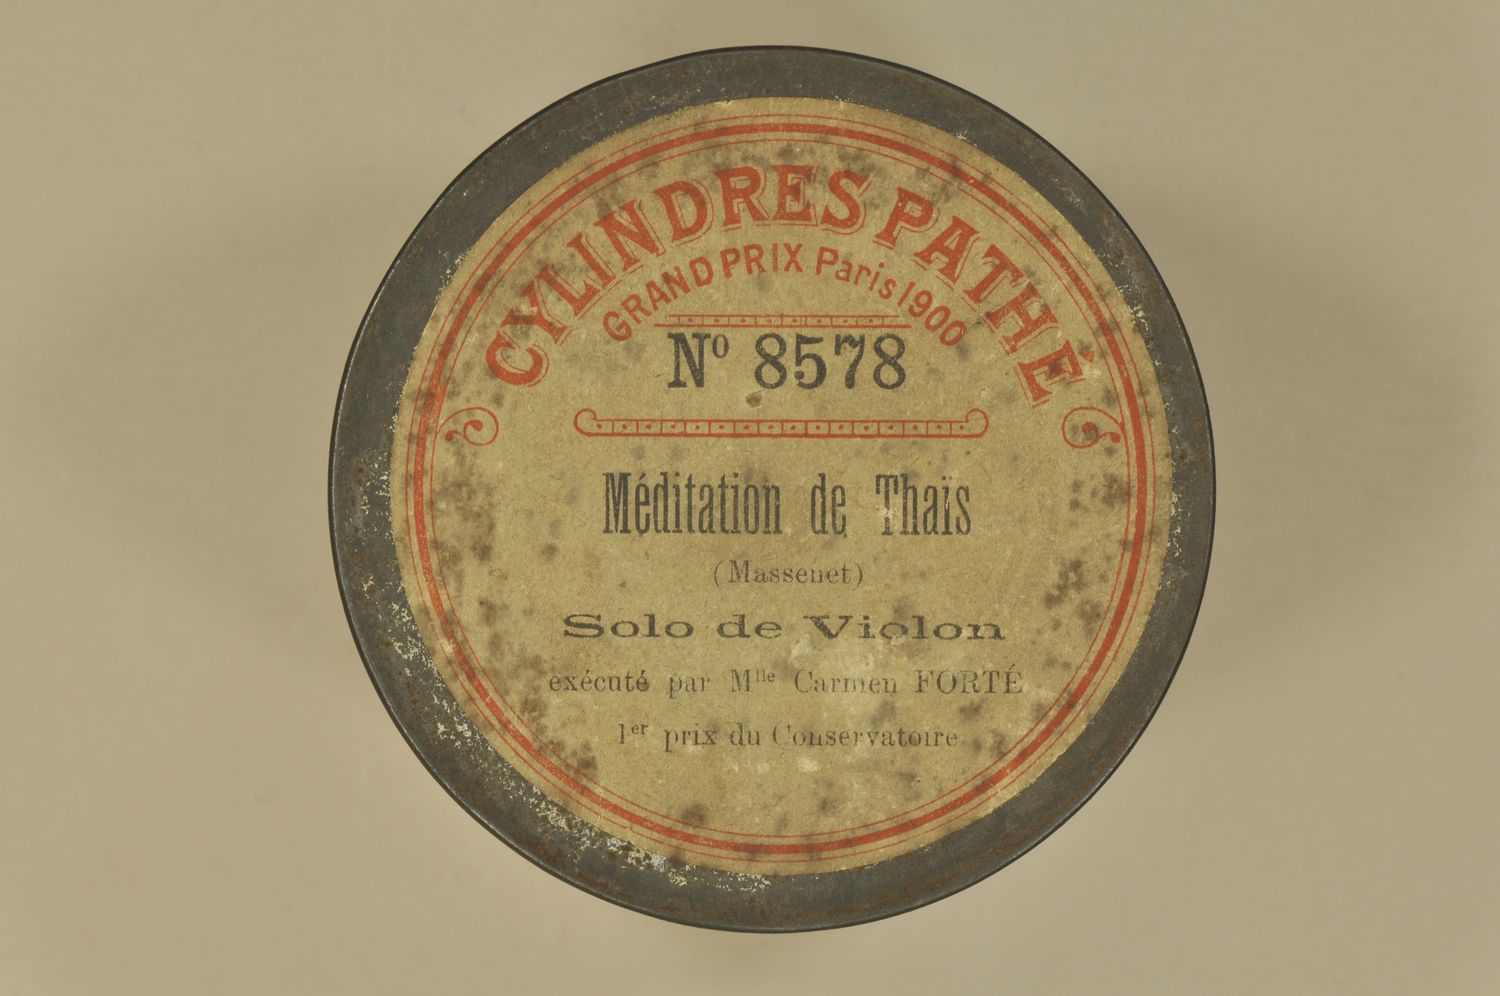 CYLINDRES PATHÉ
GRAND PRIX Paris 1900
Nº 8578
Méditation de Thaïs
(Massenet)
Solo de Violon
exécuté par Mlle Carmen FORTÉ
1er prix du Conservatoire